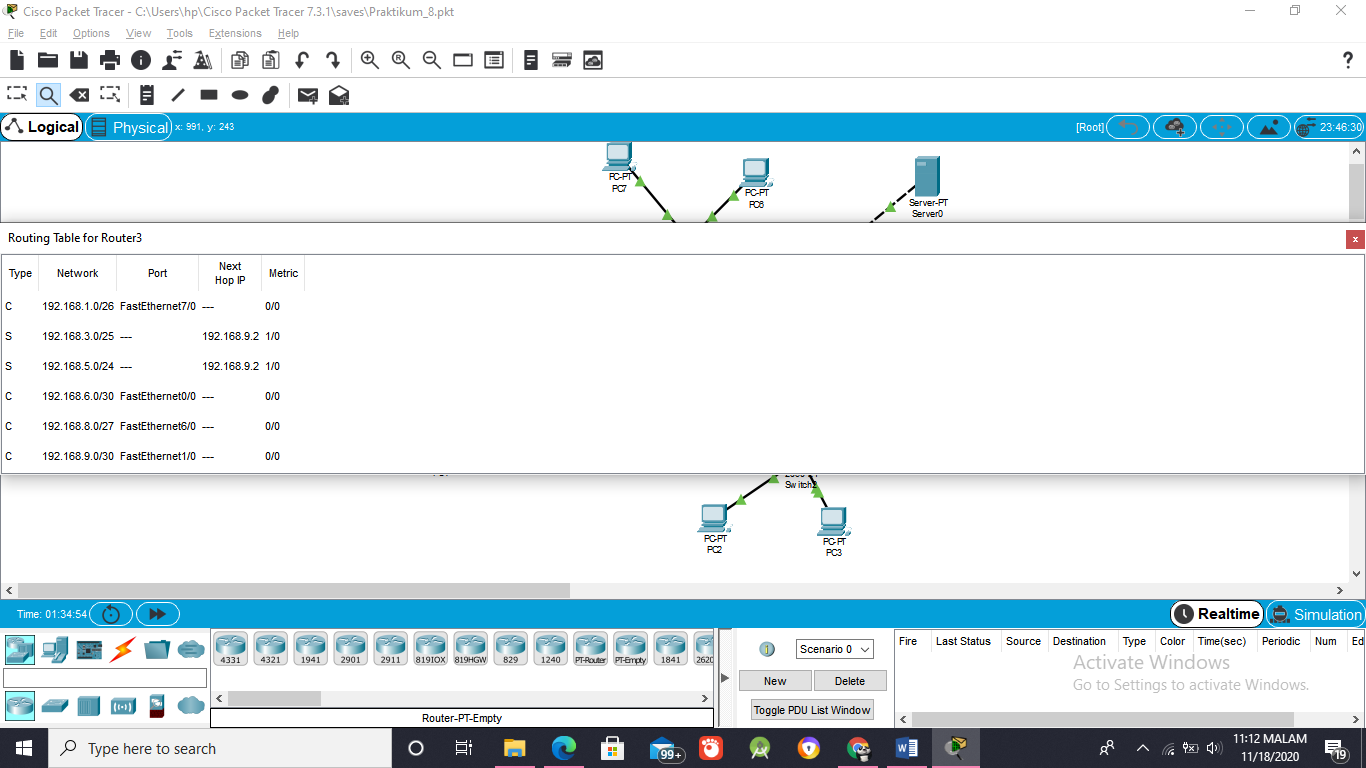 Cisco Packet Tracer - C:\Users\hp\Cisco Packet Tracer 7.3.1\saves\Praktikum_8.pkt
File Edit Options View Tools Extensions Help
Logical Physical x: 991, y: 243 [Root] 23:46:30
PC-PT
PC7
PC-PT
PC8
Server-PT
Server0
Routing Table for Router3
Type Network Port Next Hop IP Metric
C 192.168.1.0/26 FastEthernet7/0 --- 0/0
S 192.168.3.0/25 --- 192.168.9.2 1/0
S 192.168.5.0/24 --- 192.168.9.2 1/0
C 192.168.6.0/30 FastEthernet0/0 --- 0/0
C 192.168.8.0/27 FastEthernet6/0 --- 0/0
C 192.168.9.0/30 FastEthernet1/0 --- 0/0
Switch2
PC-PT
PC2
PC-PT
PC3
Time: 01:34:54 Realtime Simulation
4331 4321 1941 2901 2911 819IOX 819HGW 829 1240 PT-Router PT-Empty 1841 2620
Router-PT-Empty
Scenario 0
New Delete
Toggle PDU List Window
Fire Last Status Source Destination Type Color Time(sec) Periodic Num Ed
Activate Windows
Go to Settings to activate Windows.
Type here to search
99+
11:12 MALAM
11/18/2020
19